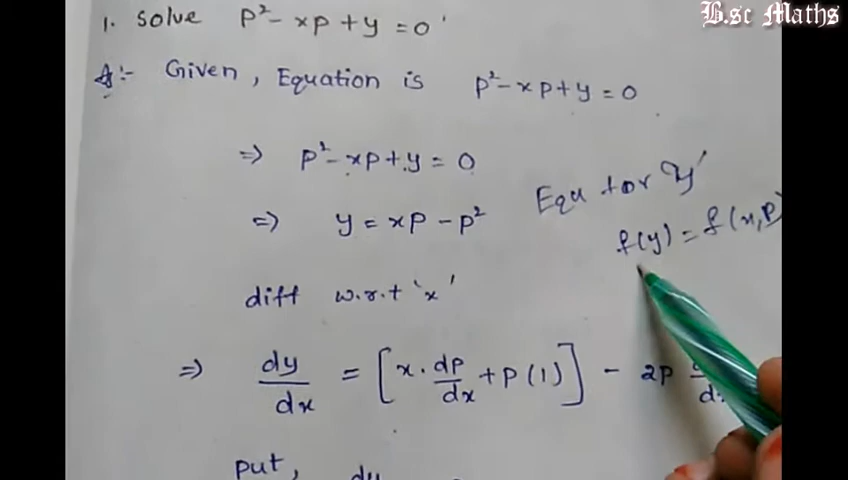 B.sc Maths
1. Solve p² - xp + y = 0
A:- Given, Equation is p² - xp + y = 0
⇒ p² - xp + y = 0
Equ for 'y'
⇒ y = xp - p²
f(y) = f(x,p)
diff w.r.t 'x'
⇒ dy/dx = [x. dp/dx + p(1)] - 2p
put,